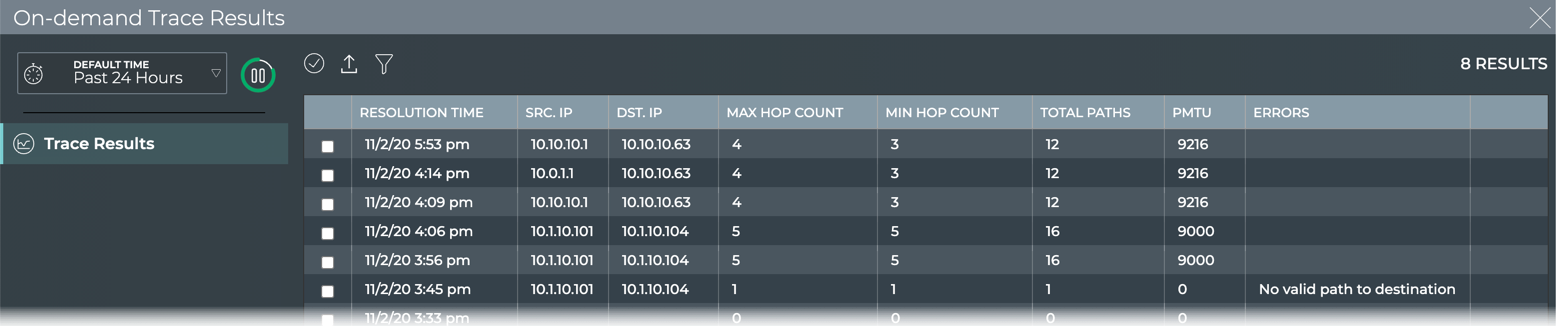 On-demand Trace Results
DEFAULT TIME
Past 24 Hours
8 RESULTS
Trace Results
RESOLUTION TIME SRC. IP DST. IP MAX HOP COUNT MIN HOP COUNT TOTAL PATHS PMTU ERRORS
11/2/20 5:53 pm 10.10.10.1 10.10.10.63 4 3 12 9216
11/2/20 4:14 pm 10.0.1.1 10.10.10.63 4 3 12 9216
11/2/20 4:09 pm 10.10.10.1 10.10.10.63 4 3 12 9216
11/2/20 4:06 pm 10.1.10.101 10.1.10.104 5 5 16 9000
11/2/20 3:56 pm 10.1.10.101 10.1.10.104 5 5 16 9000
11/2/20 3:45 pm 10.1.10.101 10.1.10.104 1 1 1 0 No valid path to destination
11/2/20 3:33 pm 0 0 0 0